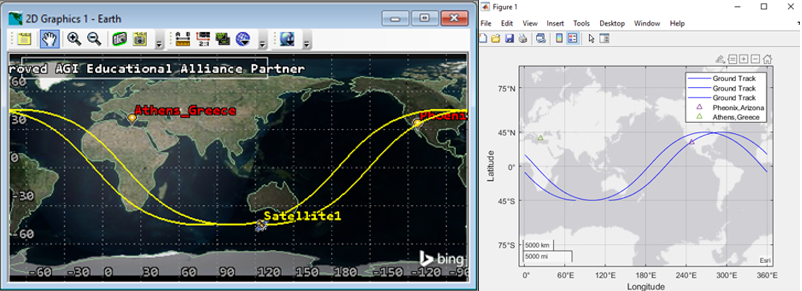 2D Graphics 1 - Earth
roved AGI Educational Alliance Partner
60
Athens_Greece
Phoeni
30
0
-30
Satellite1
-60
bing
-60 -30 0 30 60 90 120 150 180 -150 -120 -90
Figure 1
File Edit View Insert Tools Desktop Window Help
Ground Track
Ground Track
Ground Track
Pheonix,Arizona
Athens,Greece
75°N
45°N
0°
45°S
75°S
Latitude
5000 km
5000 mi
Esri
0° 60°E 120°E 180°E 240°E 300°E 360°E
Longitude